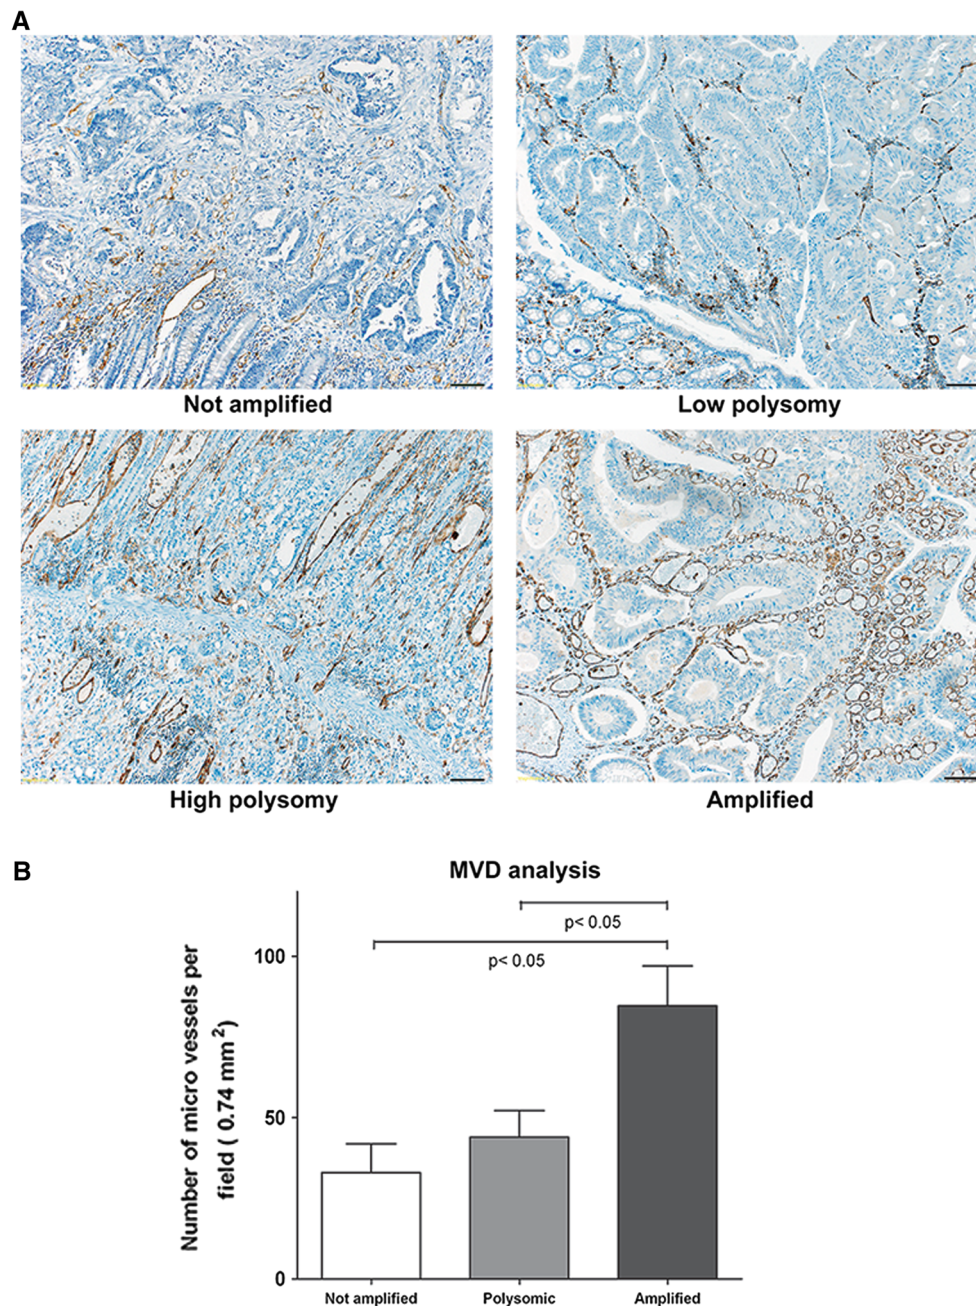 A
Not amplified
Low polysomy
High polysomy
Amplified
B
MVD analysis
p< 0.05
p< 0.05
Number of micro vessels per
field ( 0.74 mm²)
100
50
0
Not amplified
Polysomic
Amplified